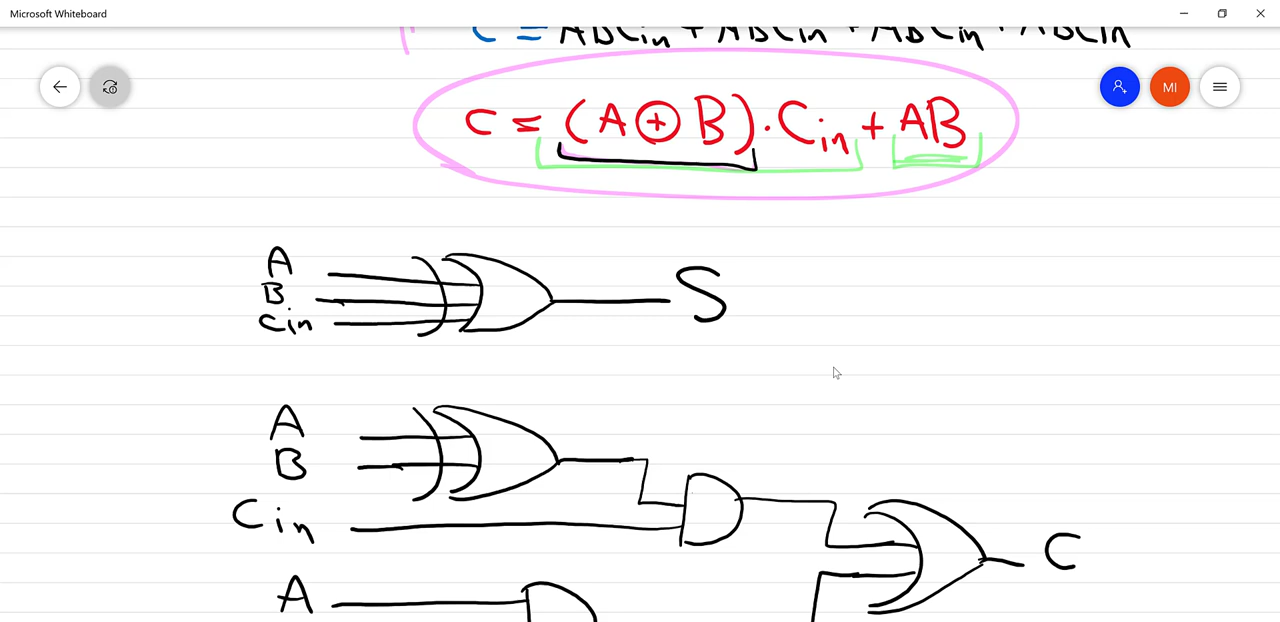 Microsoft Whiteboard
MI
C = (A ⊕ B) · Cin + AB
A
B
Cin
S
A
B
Cin
C
A